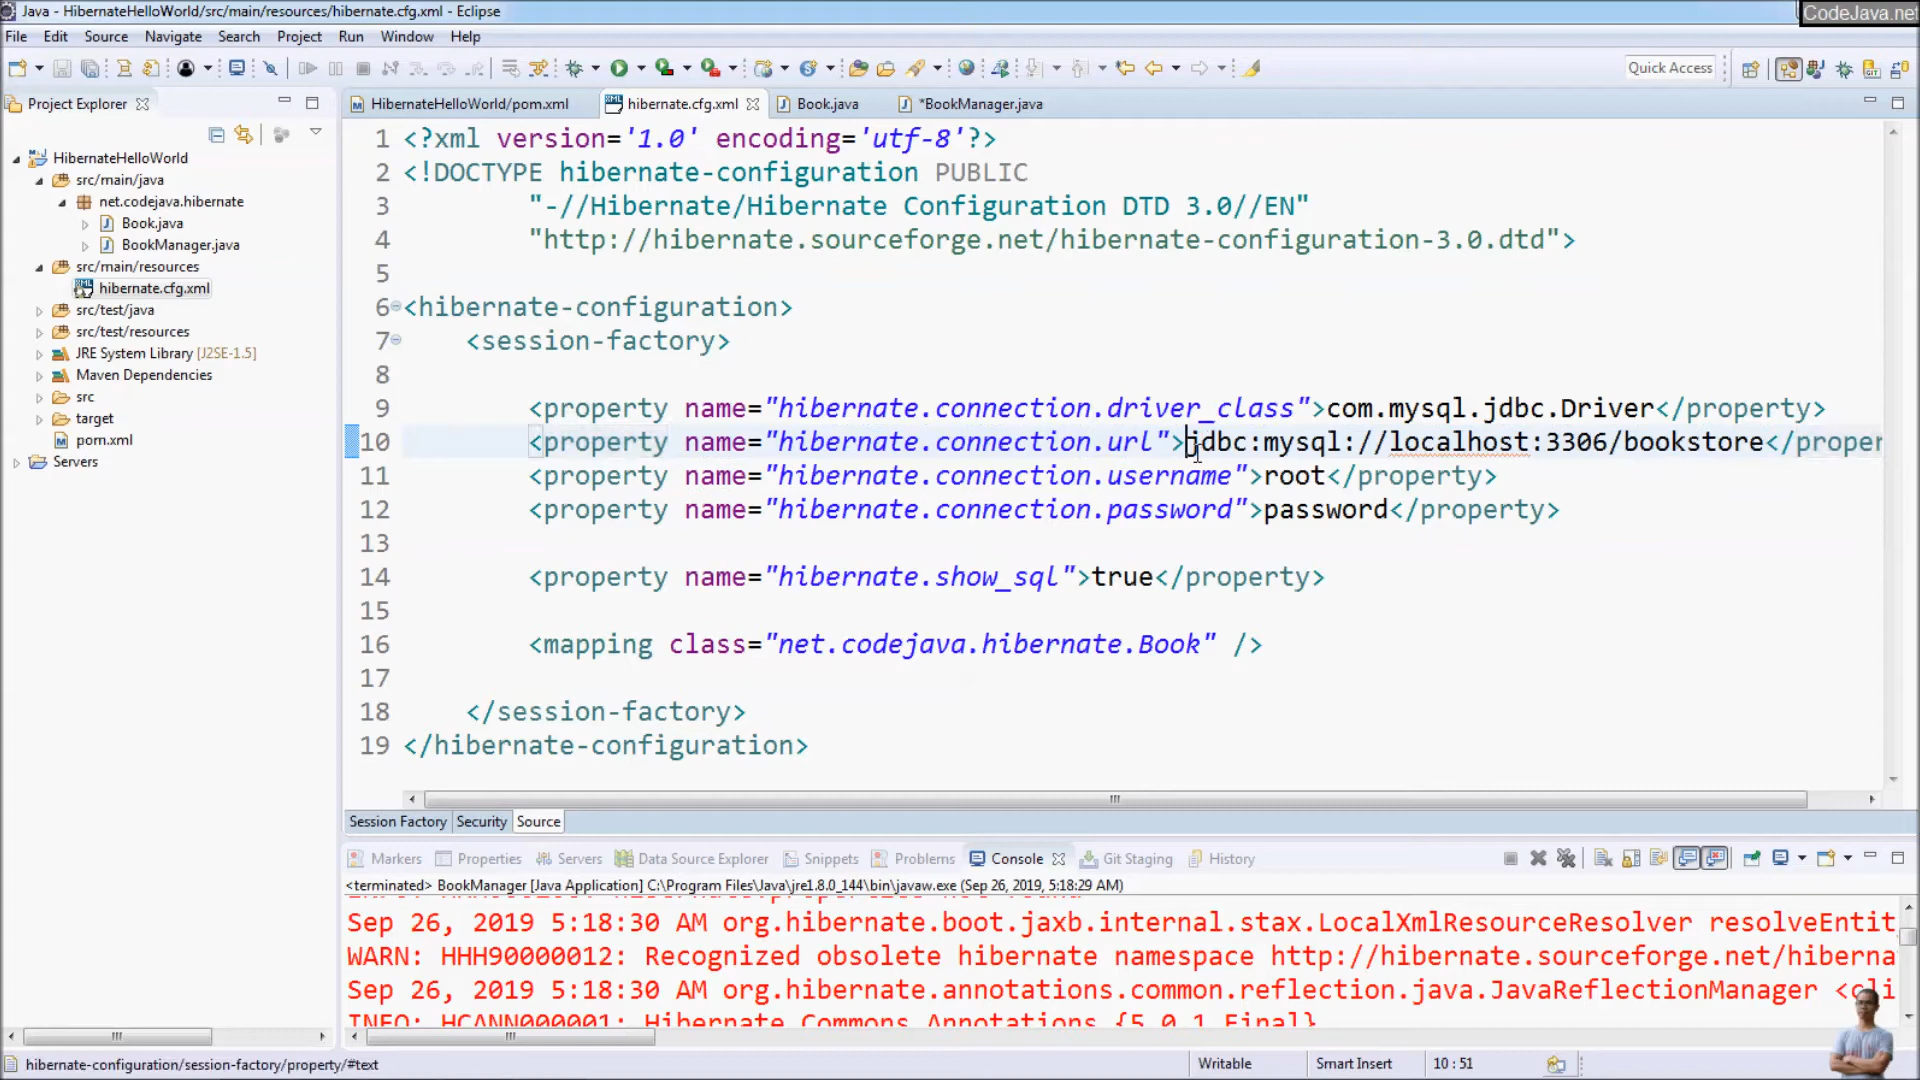 Java - HibernateHelloWorld/src/main/resources/hibernate.cfg.xml - Eclipse
CodeJava.net
File Edit Source Navigate Search Project Run Window Help
Quick Access
Project Explorer
HibernateHelloWorld/pom.xml hibernate.cfg.xml Book.java *BookManager.java
HibernateHelloWorld
src/main/java
net.codejava.hibernate
Book.java
BookManager.java
src/main/resources
hibernate.cfg.xml
src/test/java
src/test/resources
JRE System Library [J2SE-1.5]
Maven Dependencies
src
target
pom.xml
Servers
1 <?xml version='1.0' encoding='utf-8'?>
2 <!DOCTYPE hibernate-configuration PUBLIC
3 "-//Hibernate/Hibernate Configuration DTD 3.0//EN"
4 "http://hibernate.sourceforge.net/hibernate-configuration-3.0.dtd">
5
6 <hibernate-configuration>
7 <session-factory>
8
9 <property name="hibernate.connection.driver_class">com.mysql.jdbc.Driver</property>
10 <property name="hibernate.connection.url">jdbc:mysql://localhost:3306/bookstore</proper
11 <property name="hibernate.connection.username">root</property>
12 <property name="hibernate.connection.password">password</property>
13
14 <property name="hibernate.show_sql">true</property>
15
16 <mapping class="net.codejava.hibernate.Book" />
17
18 </session-factory>
19 </hibernate-configuration>
Session Factory Security Source
Markers Properties Servers Data Source Explorer Snippets Problems Console Git Staging History
<terminated> BookManager [Java Application] C:\Program Files\Java\jre1.8.0_144\bin\javaw.exe (Sep 26, 2019, 5:18:29 AM)
Sep 26, 2019 5:18:30 AM org.hibernate.boot.jaxb.internal.stax.LocalXmlResourceResolver resolveEntit
WARN: HHH90000012: Recognized obsolete hibernate namespace http://hibernate.sourceforge.net/hiberna
Sep 26, 2019 5:18:30 AM org.hibernate.annotations.common.reflection.java.JavaReflectionManager <cli
INFO: HCANN000001: Hibernate Commons Annotations {5.0.1.Final}
hibernate-configuration/session-factory/property/#text
Writable Smart Insert 10 : 51